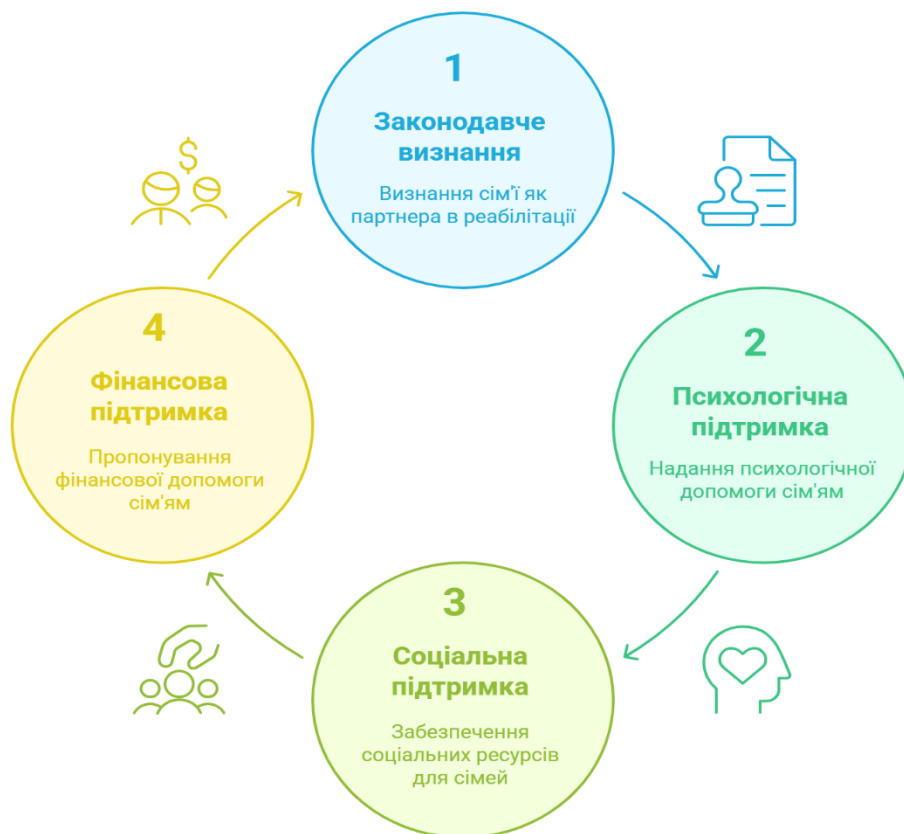 1
Законодавче
визнання
Визнання сім'ї як
партнера в реабілітації
2
Психологічна
підтримка
Надання психологічної
допомоги сім'ям
3
Соціальна
підтримка
Забезпечення
соціальних ресурсів
для сімей
4
Фінансова
підтримка
Пропонування
фінансової допомоги
сім'ям
$